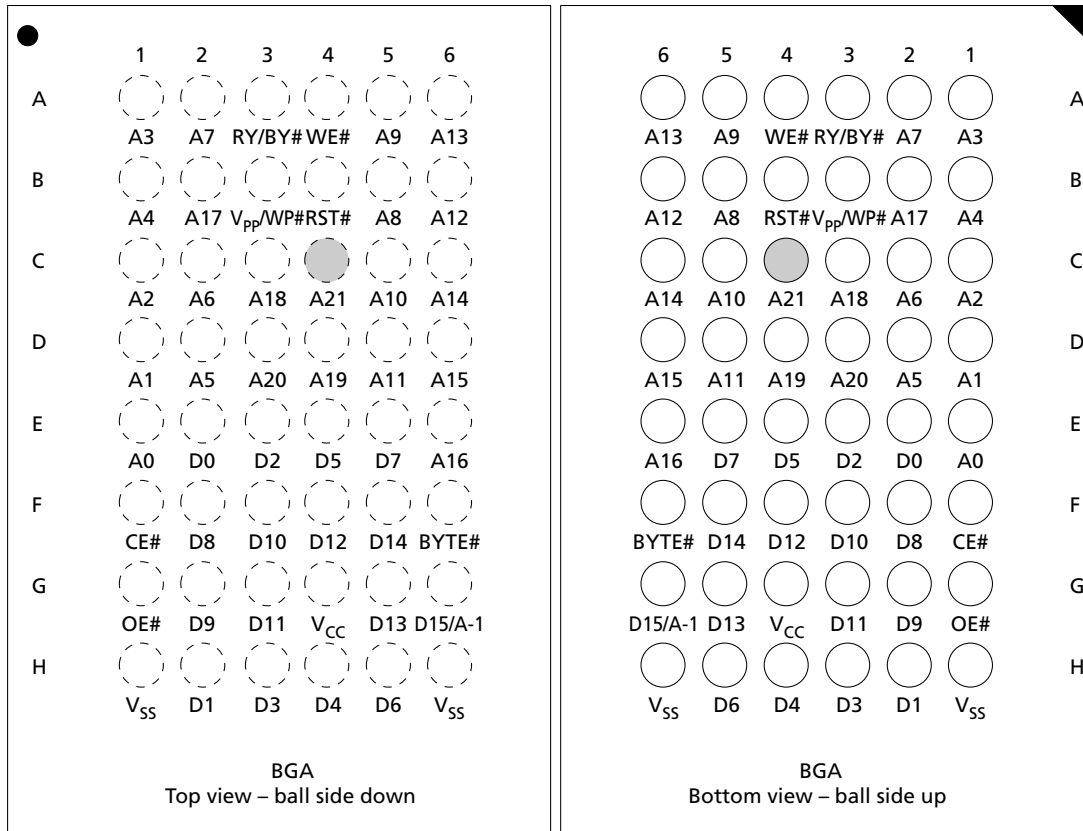 1 2 3 4 5 6
A
A3 A7 RY/BY# WE# A9 A13
B
A4 A17 VPP/WP# RST# A8 A12
C
A2 A6 A18 A21 A10 A14
D
A1 A5 A20 A19 A11 A15
E
A0 D0 D2 D5 D7 A16
F
CE# D8 D10 D12 D14 BYTE#
G
OE# D9 D11 VCC D13 D15/A-1
H
VSS D1 D3 D4 D6 VSS
BGA
Top view – ball side down
6 5 4 3 2 1
A
A13 A9 WE# RY/BY# A7 A3
B
A12 A8 RST# VPP/WP# A17 A4
C
A14 A10 A21 A18 A6 A2
D
A15 A11 A19 A20 A5 A1
E
A16 D7 D5 D2 D0 A0
F
BYTE# D14 D12 D10 D8 CE#
G
D15/A-1 D13 VCC D11 D9 OE#
H
VSS D6 D4 D3 D1 VSS
BGA
Bottom view – ball side up